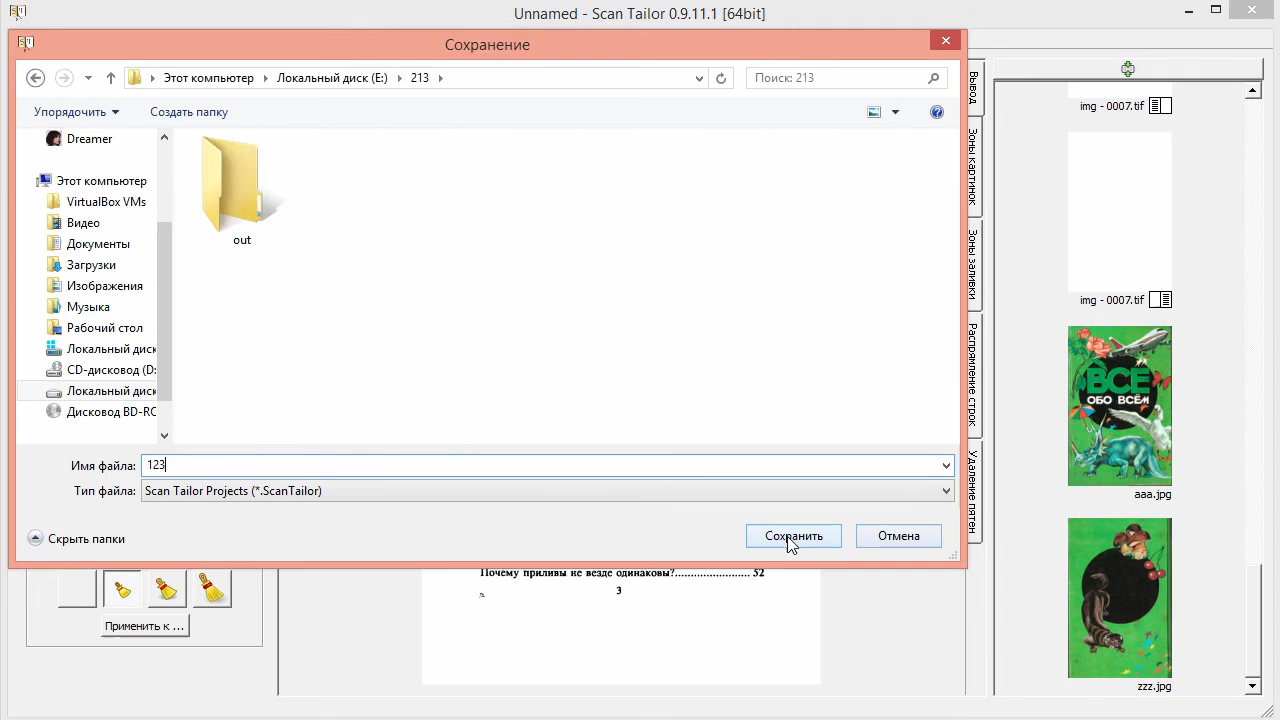 Unnamed - Scan Tailor 0.9.11.1 [64bit]
Сохранение
Этот компьютер
Локальный диск (E:)
213
Поиск: 213
Упорядочить
Создать папку
Dreamer
Этот компьютер
VirtualBox VMs
Видео
Документы
Загрузки
Изображения
Музыка
Рабочий стол
Локальный диск
CD-дисковод (D:
Локальный диск
Дисковод BD-RC
out
Имя файла:
123
Тип файла:
Scan Tailor Projects (*.ScanTailor)
Скрыть папки
Сохранить
Отмена
Вывод
Зоны картинок
Зоны заливки
Распрямление строк
Удаление пятен
img - 0007.tif
img - 0007.tif
ВСЕ
ОБО ВСЁМ
aaa.jpg
zzz.jpg
Применить к ...
Почему приливы не везде одинаковы?........................ 52
3